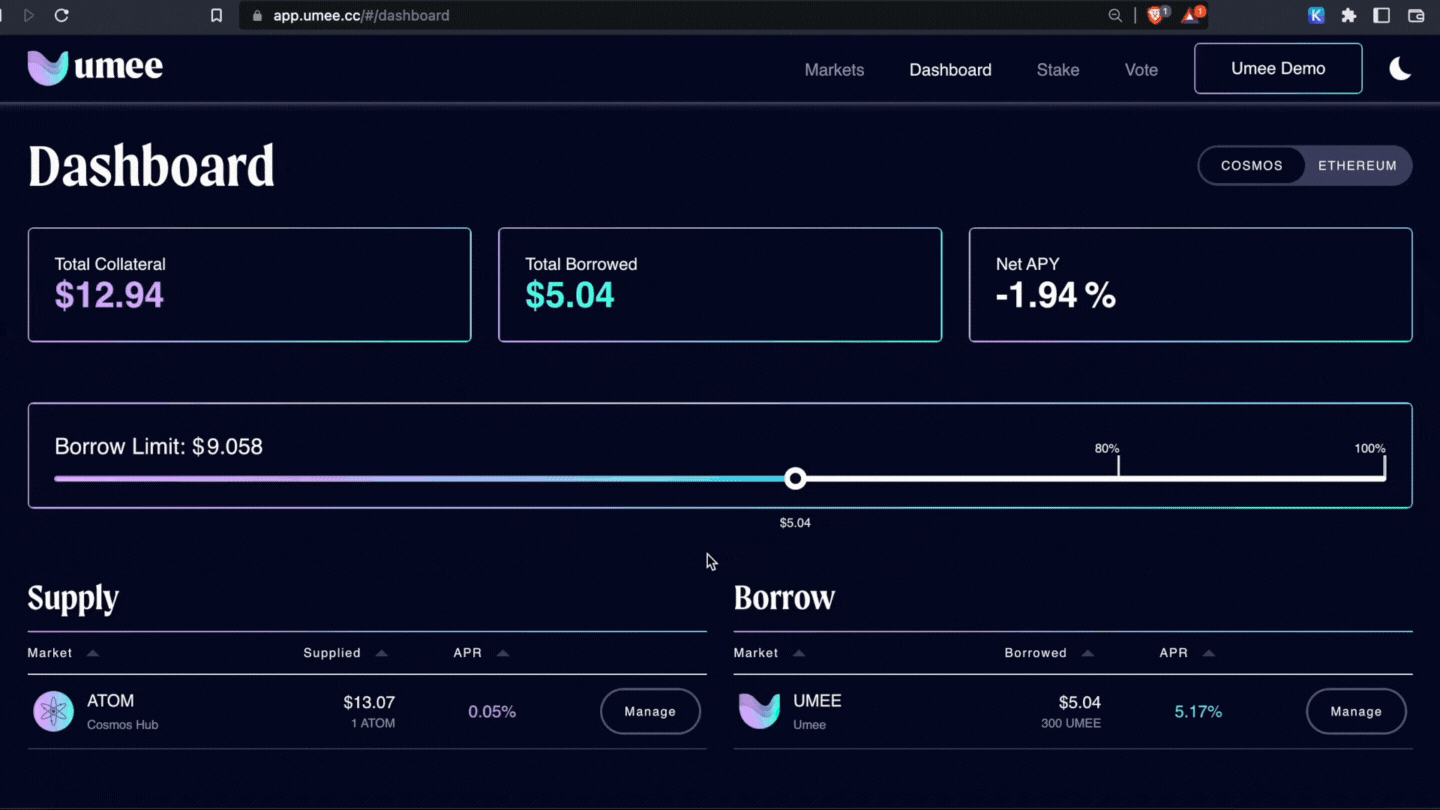 app.umee.cc/#/dashboard
1
1
K
umee
Markets
Dashboard
Stake
Vote
Umee Demo
Dashboard
COSMOS
ETHEREUM
Total Collateral
$12.94
Total Borrowed
$5.04
Net APY
-1.94 %
Borrow Limit: $9.058
80%
100%
$5.04
Supply
Market
Supplied
APR
ATOM
Cosmos Hub
$13.07
1 ATOM
0.05%
Manage
Borrow
Market
Borrowed
APR
UMEE
Umee
$5.04
300 UMEE
5.17%
Manage